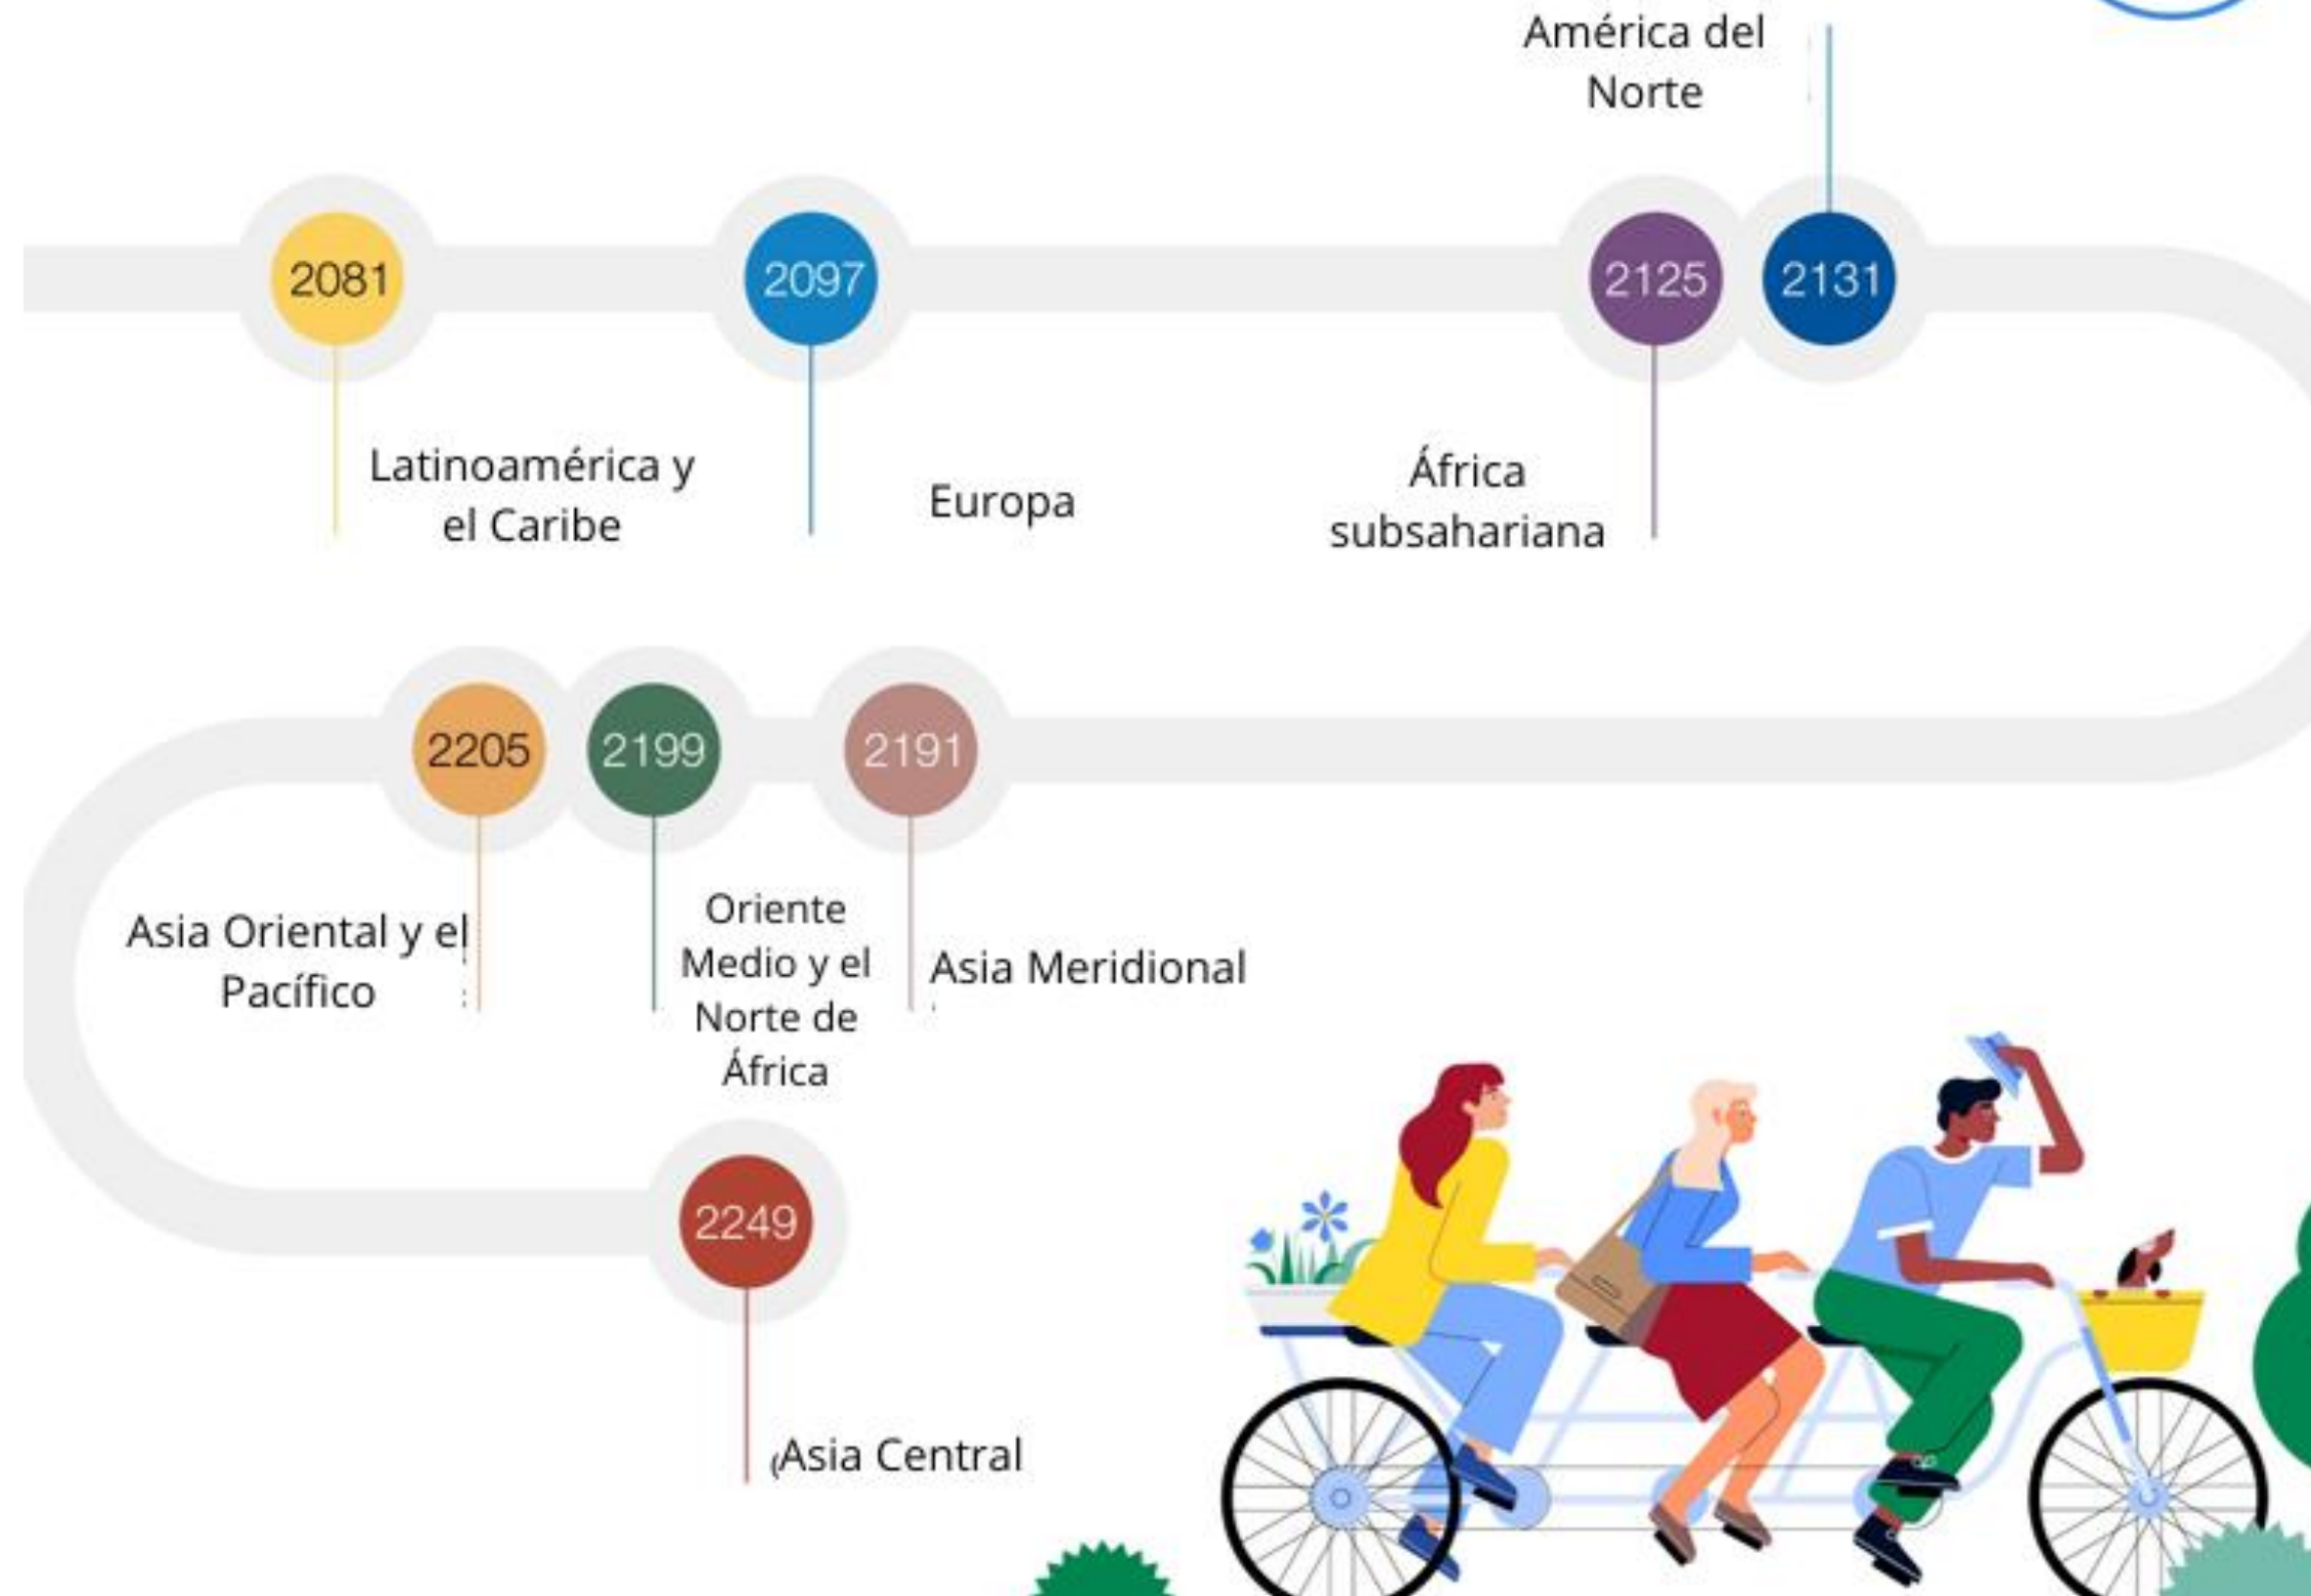 América del
Norte
2081
2097
2125
2131
Latinoamérica y
el Caribe
Europa
África
subsahariana
2205
2199
2191
Asia Oriental y el
Pacífico
Oriente
Medio y el
Norte de
África
Asia Meridional
2249
Asia Central